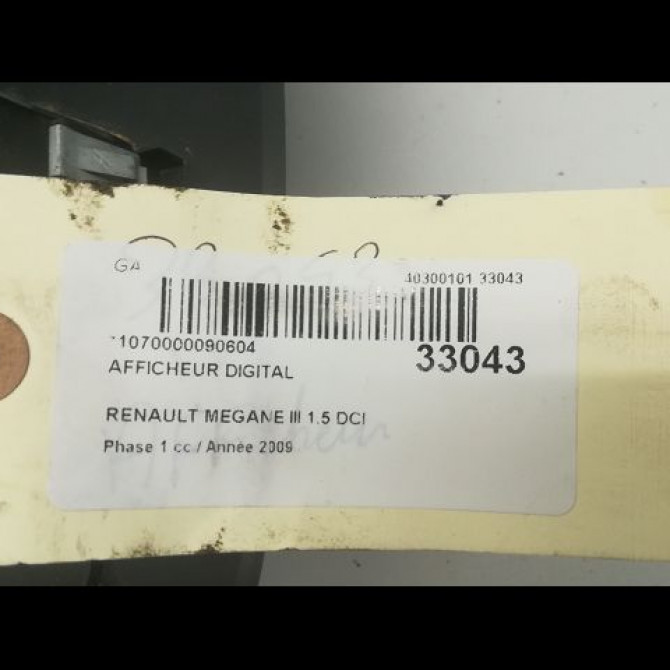 GA
40300101 33043
*1070000090604
33043
AFFICHEUR DIGITAL
RENAULT MEGANE III 1.5 DCI
Phase 1 cc / Année 2009